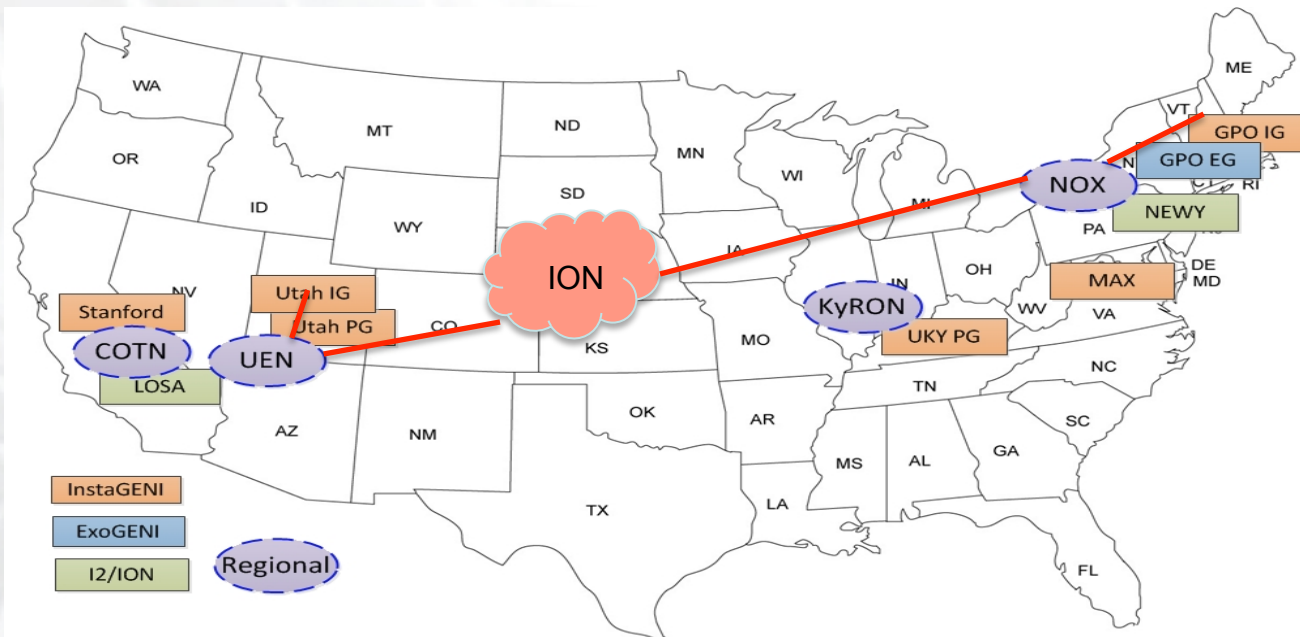 WA
ME
MT
ND
VT
MN
OR
GPO IG
GPO EG
WI
SD
N
ID
MI
NOX
CT
RI
WY
NEWY
IA
PA
ION
OH
DE
NV
Utah IG
IN
MAX
MD
Stanford
KyRON
WV
VA
Utah PG
CO
UKY PG
MO
COTN
UEN
KS
LOSA
NC
TN
OK
AZ
NM
AR
SC
GA
MS
AL
InstaGENI
LA
TX
ExoGENI
Regional
I2/ION
FL